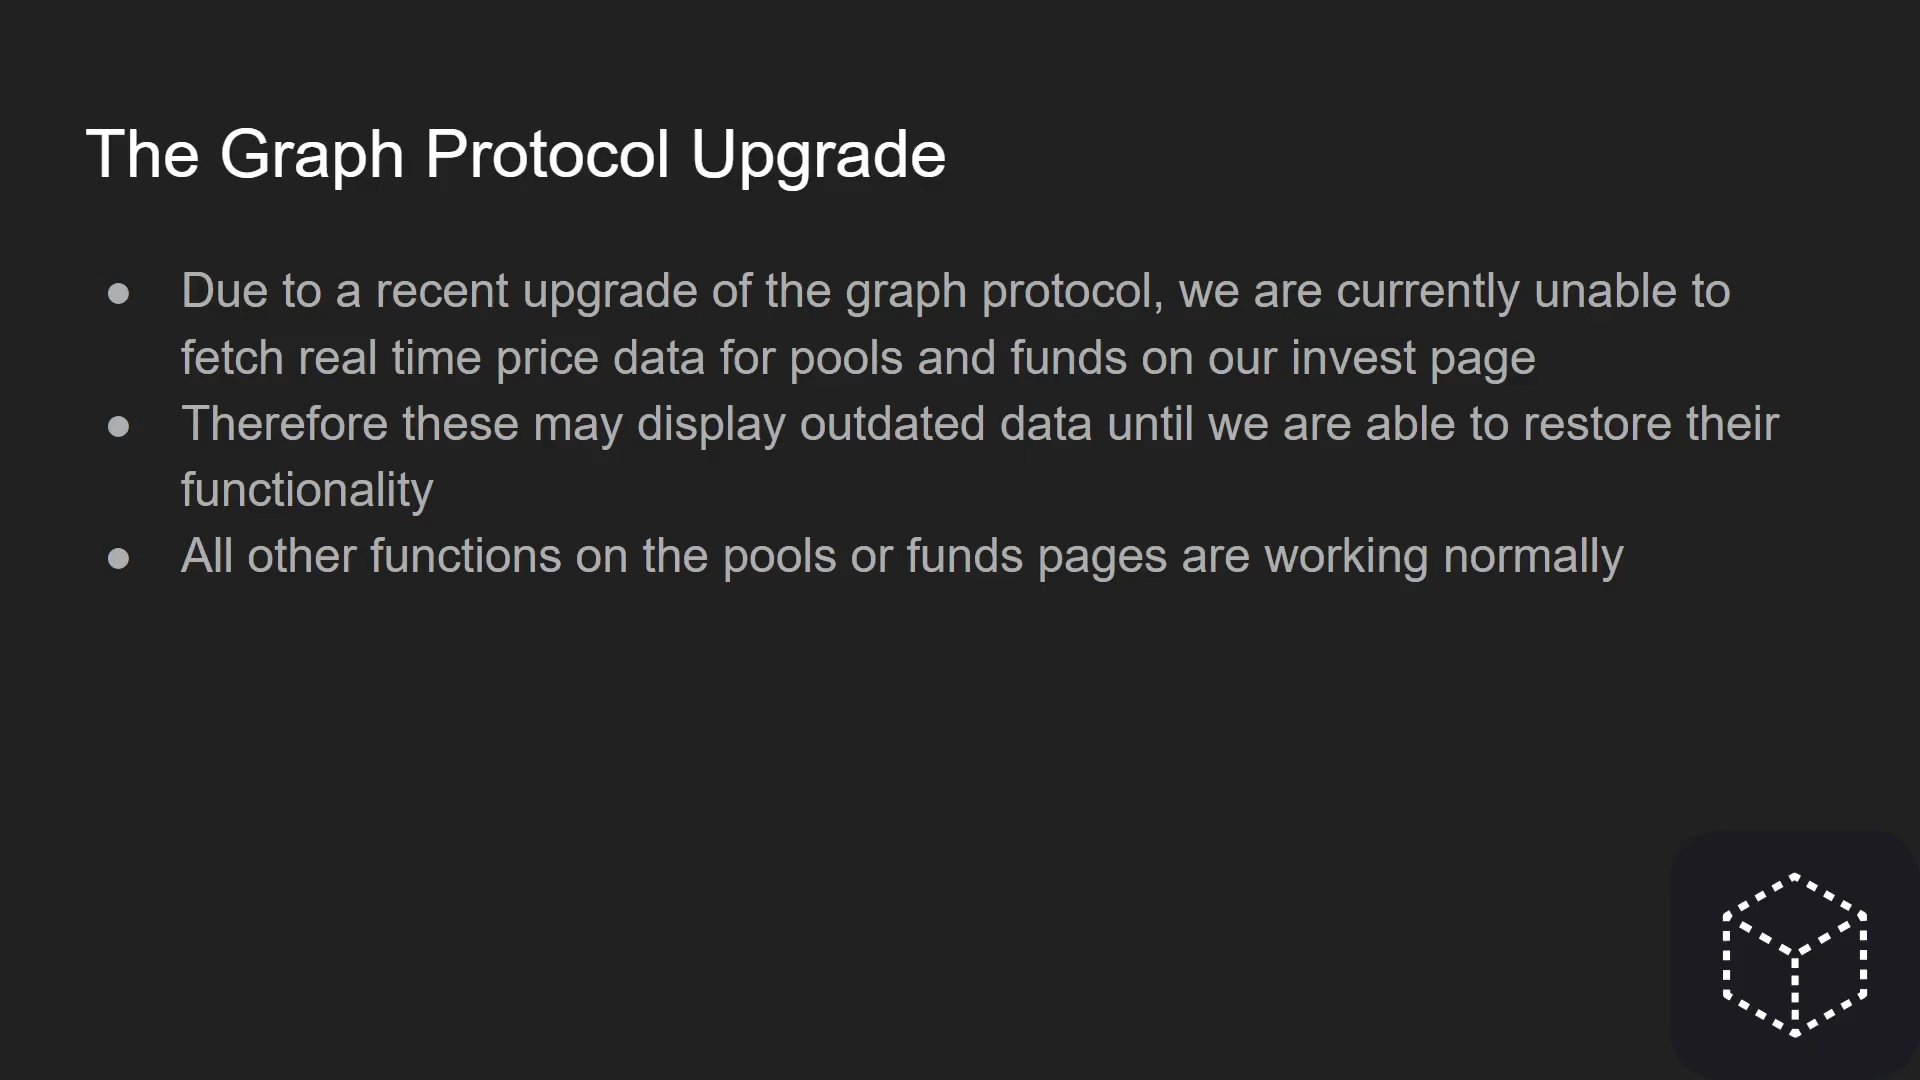 The Graph Protocol Upgrade
● Due to a recent upgrade of the graph protocol, we are currently unable to
fetch real time price data for pools and funds on our invest page
● Therefore these may display outdated data until we are able to restore their
functionality
● All other functions on the pools or funds pages are working normally